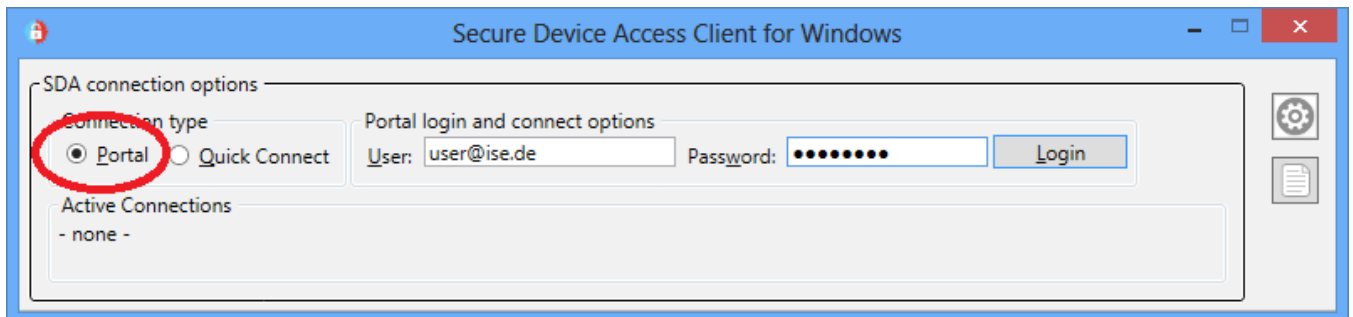 Secure Device Access Client for Windows
SDA connection options
Connection type
Portal login and connect options
Portal Quick Connect User: user@ise.de Password: ●●●●●●●● Login
Active Connections
- none -